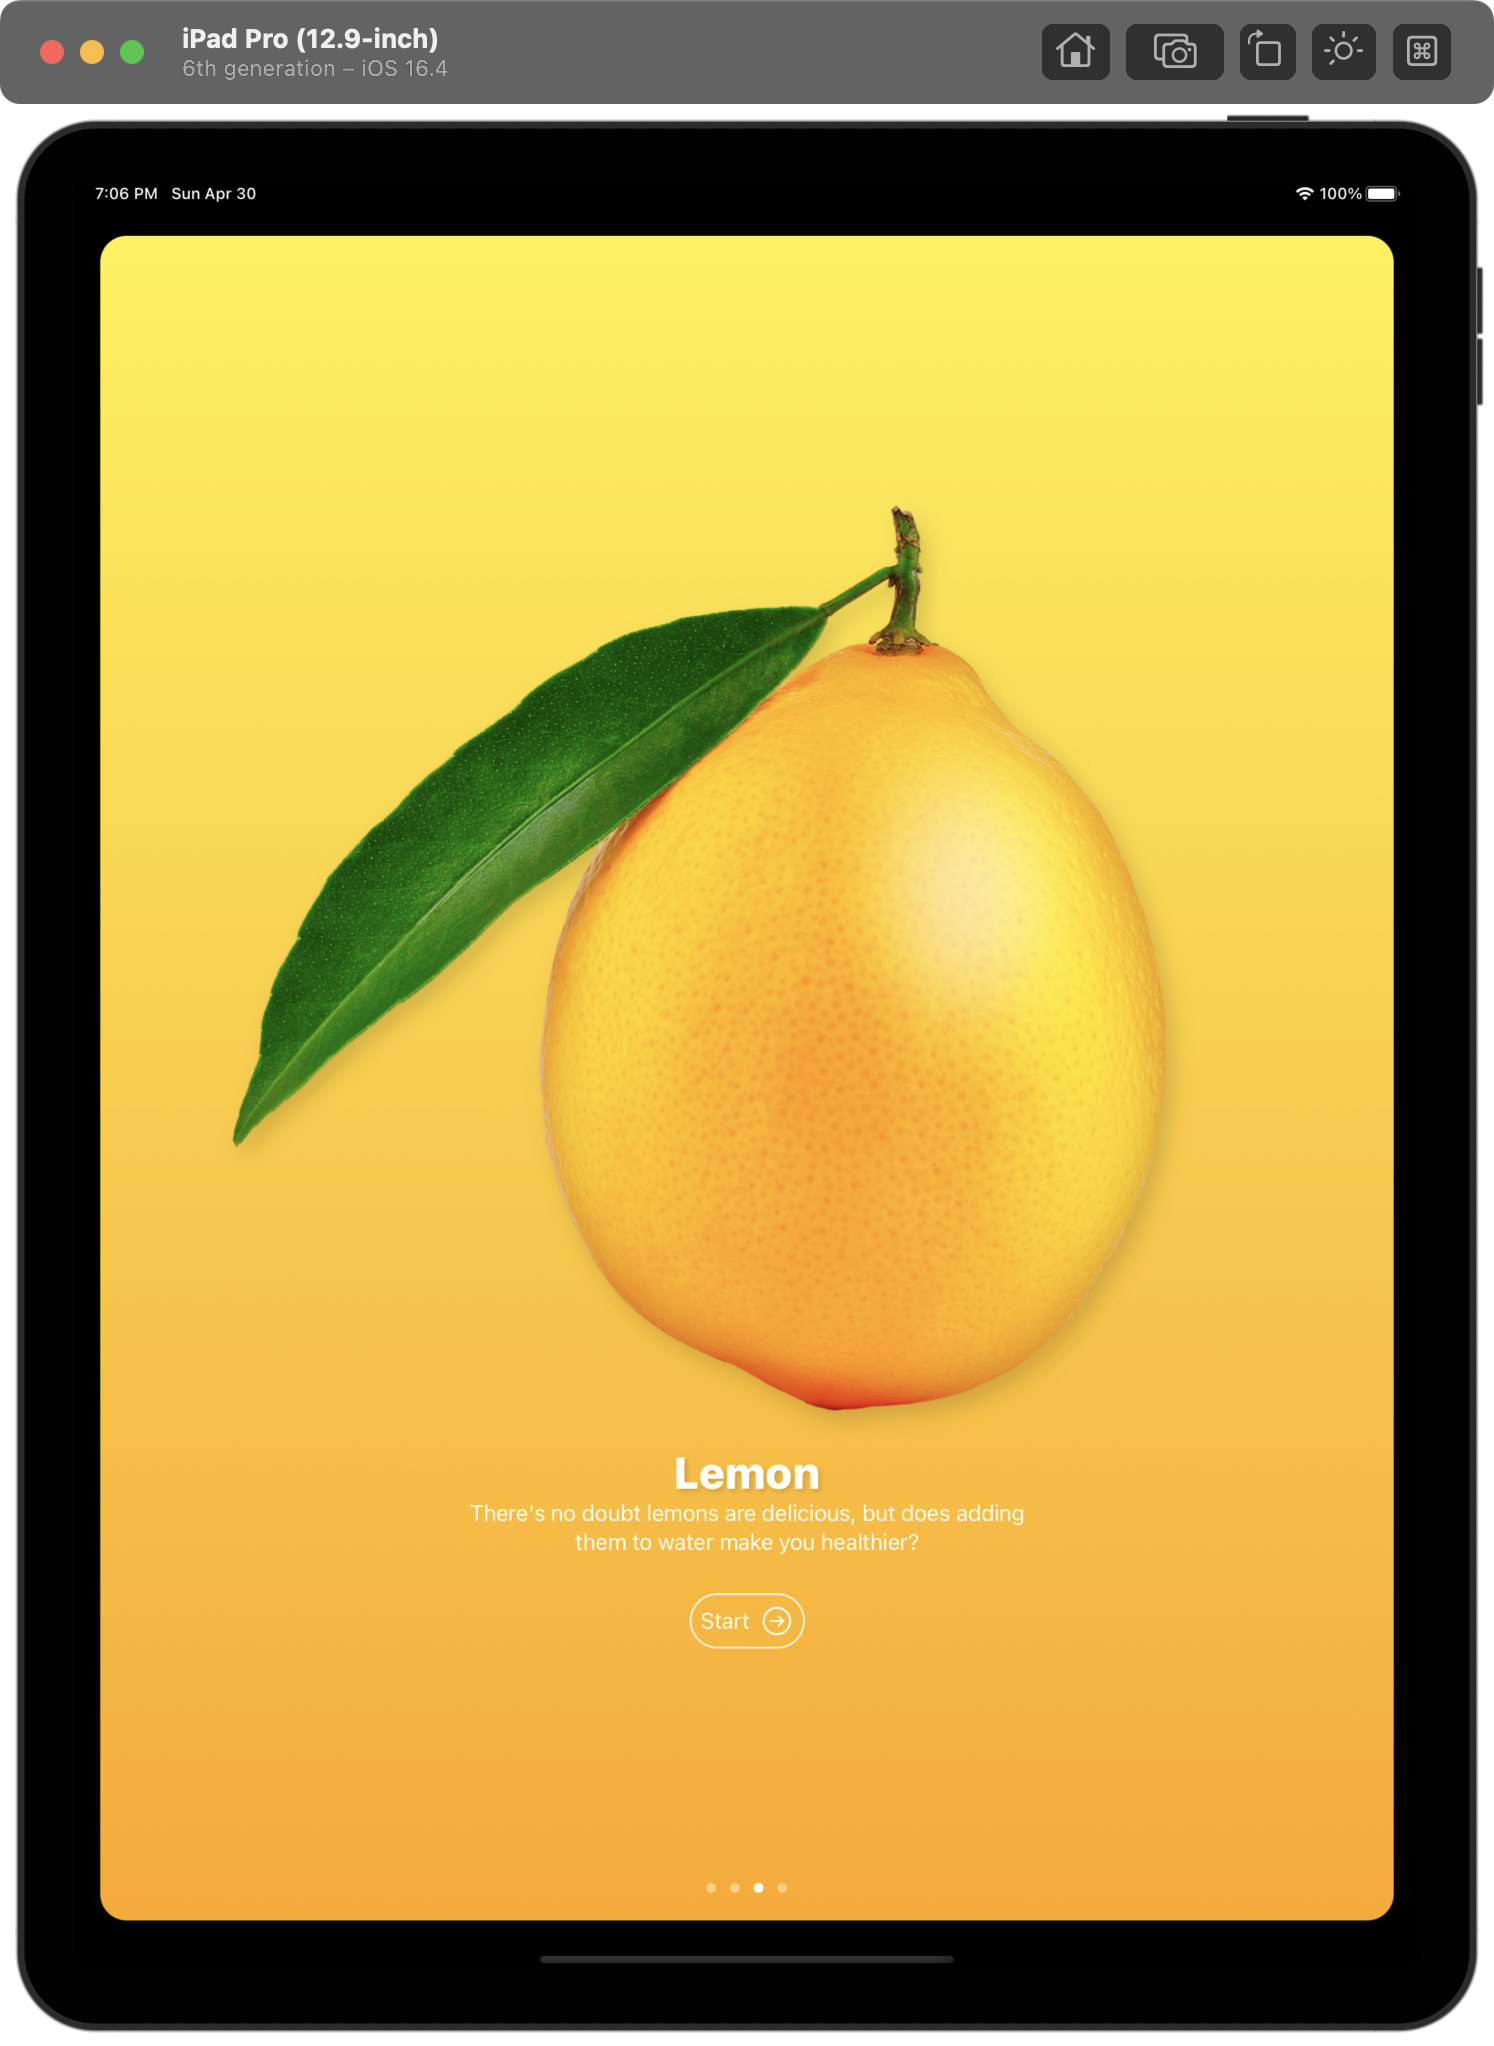 iPad Pro (12.9-inch)
6th generation – iOS 16.4
7:06 PM Sun Apr 30
100%
Lemon
There's no doubt lemons are delicious, but does adding
them to water make you healthier?
Start